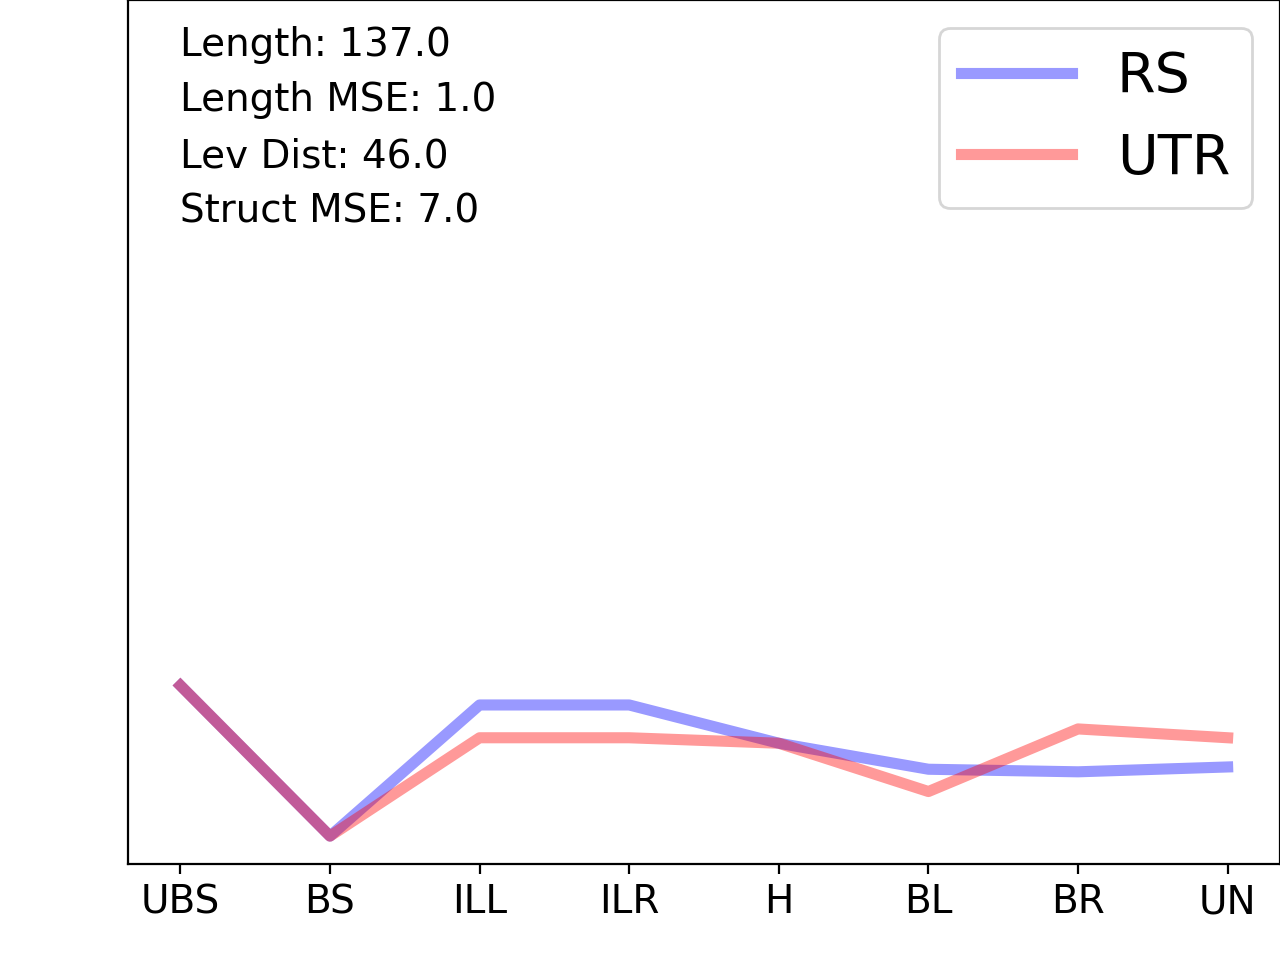 Length: 137.0
Length MSE: 1.0
Lev Dist: 46.0
Struct MSE: 7.0
RS
UTR
UBS BS ILL ILR H BL BR UN